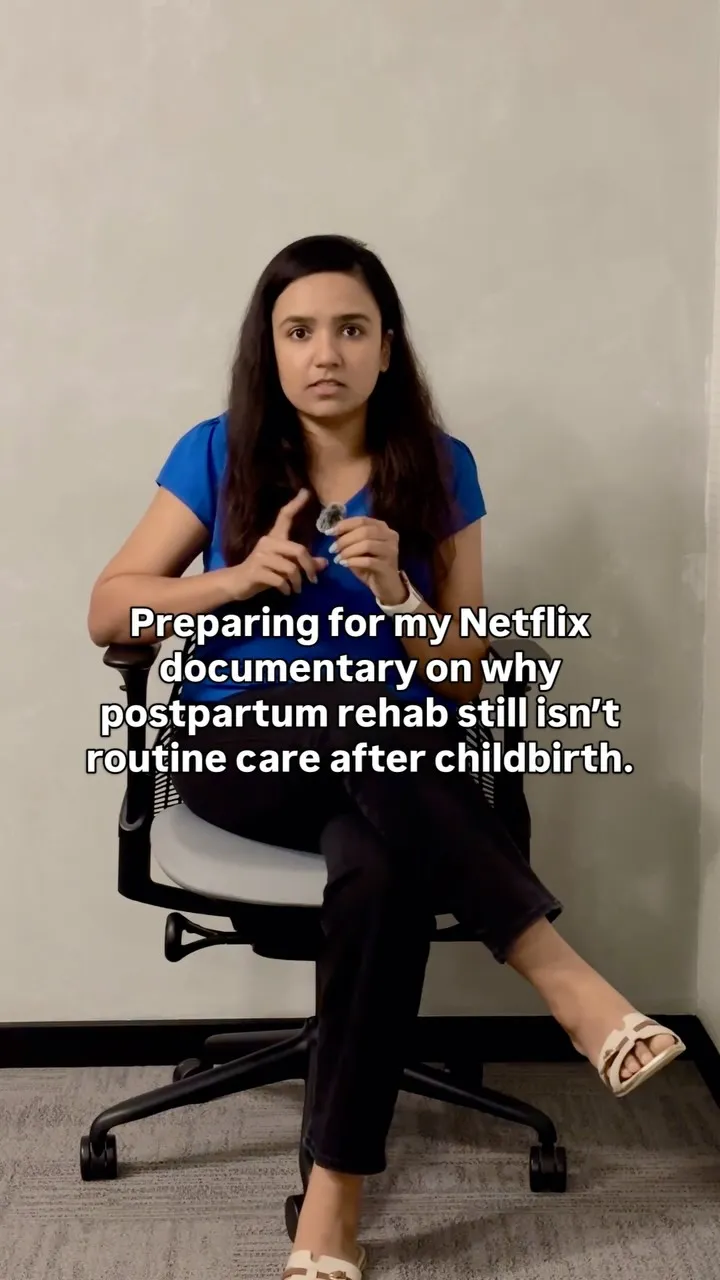 Preparing for my Netflix
documentary on why
postpartum rehab still isn’t
routine care after childbirth.